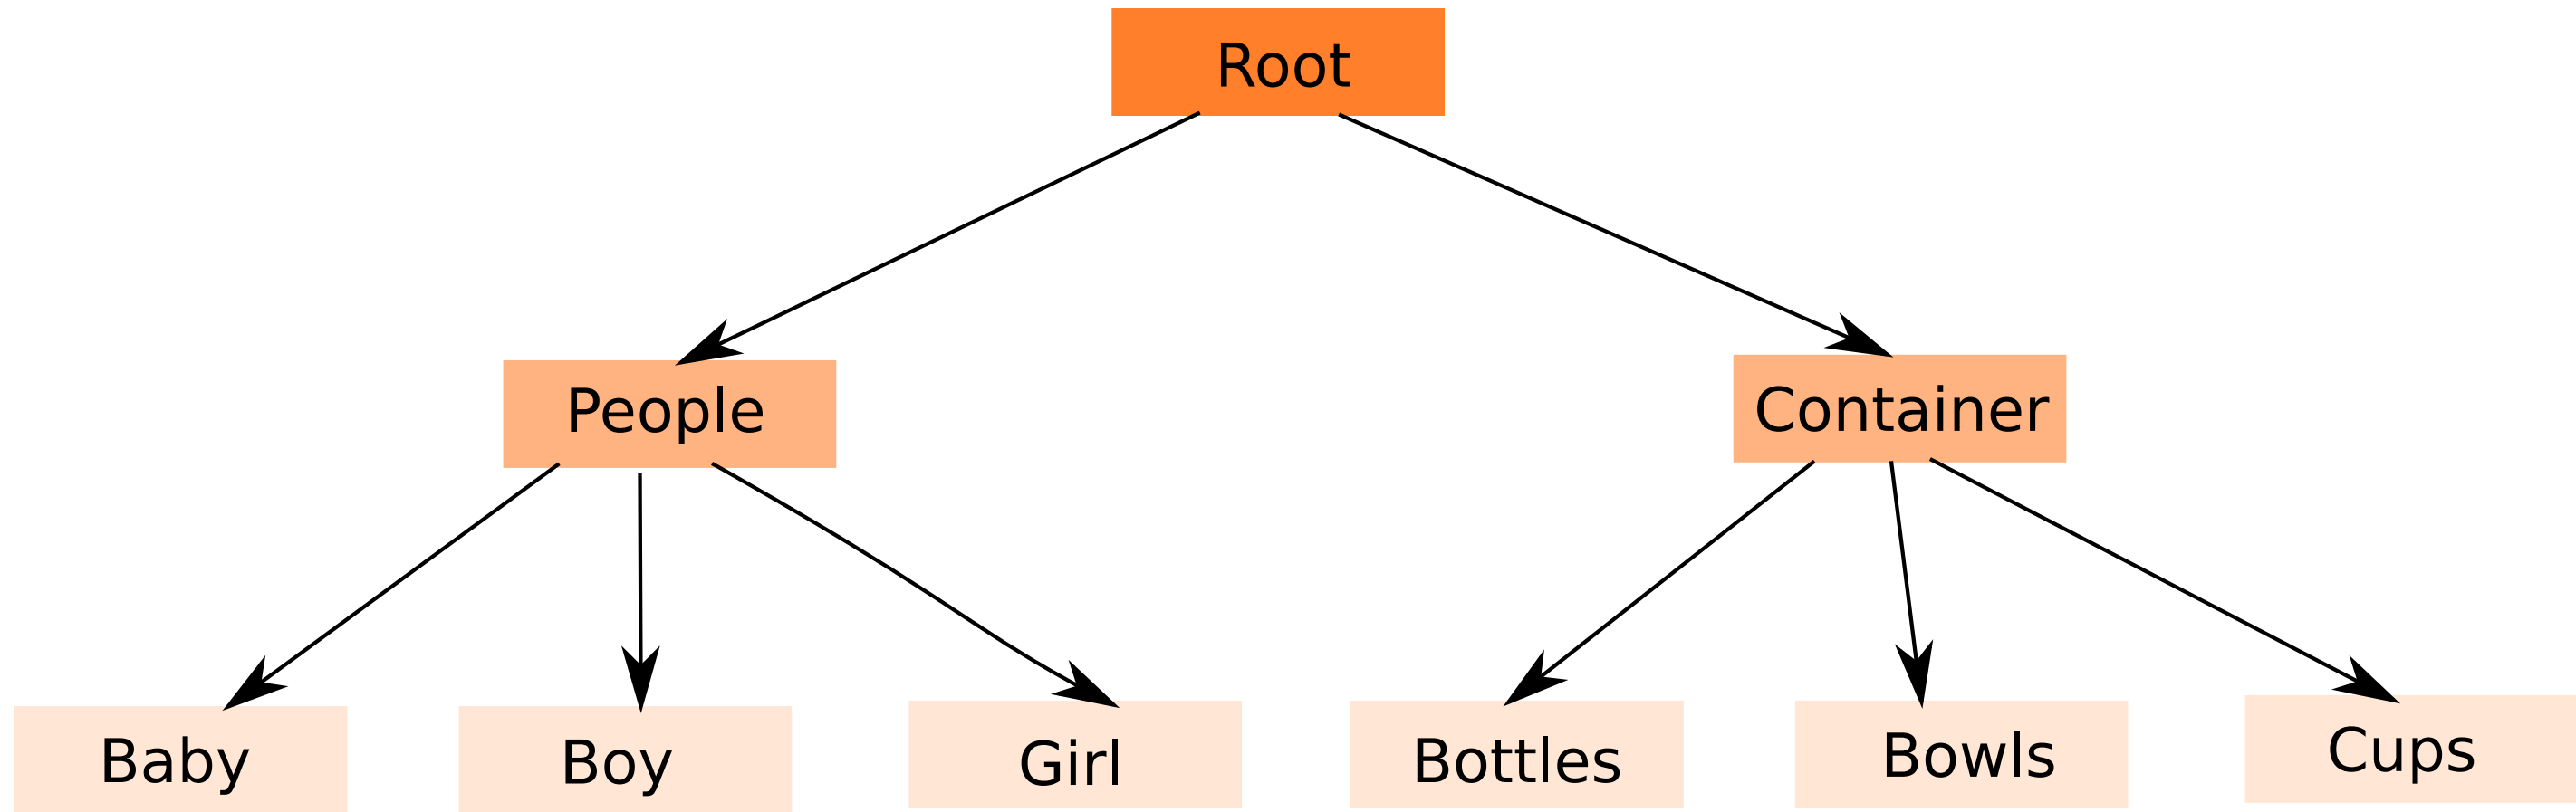 Root
People
Container
Baby
Boy
Girl
Bottles
Bowls
Cups